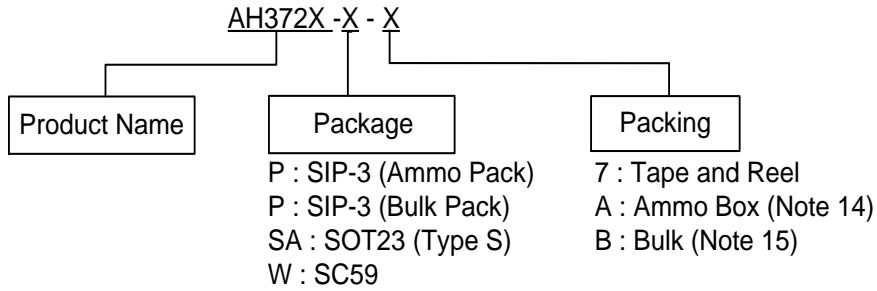 AH372X -X - X
Product Name
Package
Packing
P : SIP-3 (Ammo Pack)
P : SIP-3 (Bulk Pack)
SA : SOT23 (Type S)
W : SC59
7 : Tape and Reel
A : Ammo Box (Note 14)
B : Bulk (Note 15)